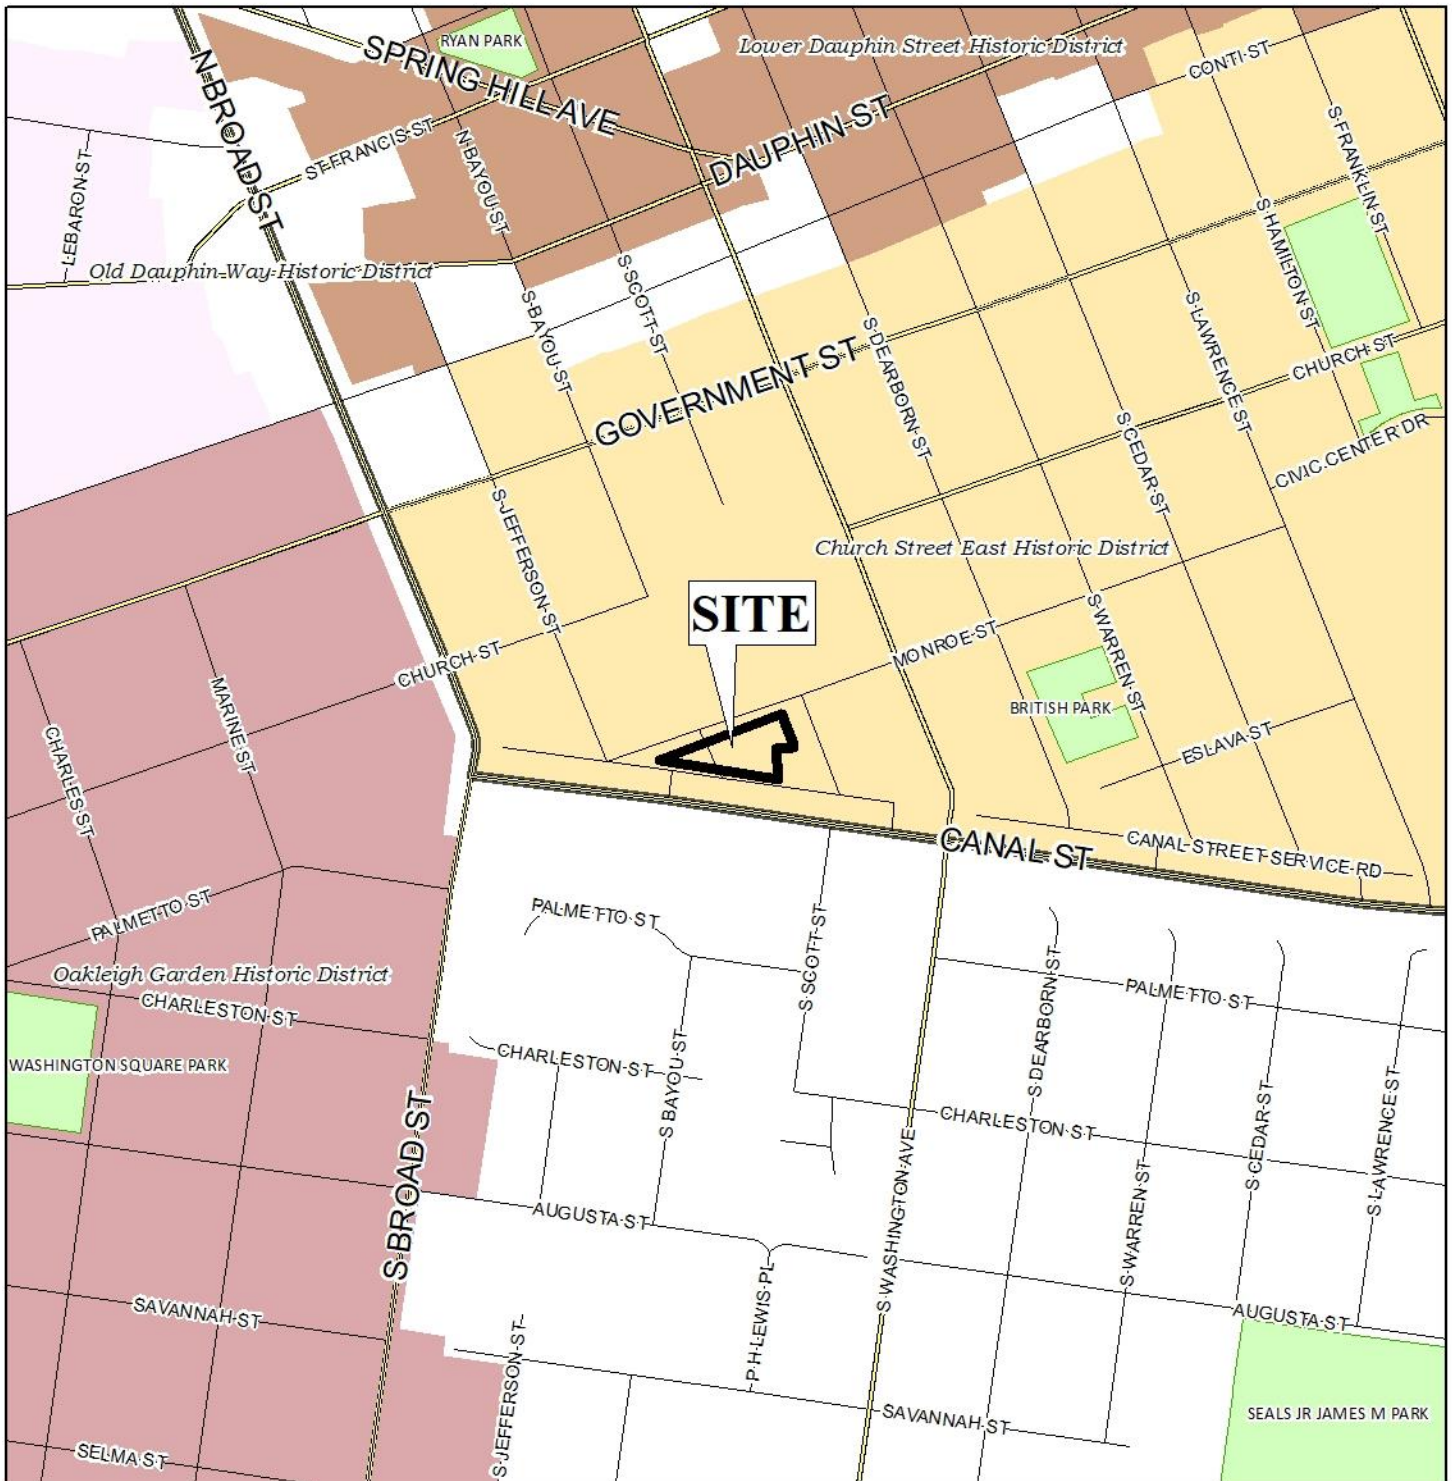 RYAN PARK
SPRING HILL AVE
Lower Dauphin Street Historic District
CONTI ST
N BROAD ST
ST FRANCIS ST
N BAYOU ST
DAUPHIN ST
S FRANKLIN ST
LEBARON ST
S HAMILTON ST
Old Dauphin Way Historic District
S SCOTT ST
S BAYOU ST
S DEARBORN ST
S LAWRENCE ST
GOVERNMENT ST
CHURCH ST
S CEDAR ST
CIVIC CENTER DR
S JEFFERSON ST
Church Street East Historic District
SITE
S WARREN ST
MONROE ST
CHURCH ST
MARINE ST
BRITISH PARK
CHARLES ST
ESLAVA ST
CANAL ST
CANAL STREET SERVICE RD
PALMETTO ST
PALMETTO ST
S SCOTT ST
Oakleigh Garden Historic District
S DEARBORN ST
PALMETTO ST
CHARLESTON ST
WASHINGTON SQUARE PARK
CHARLESTON ST
S BAYOU ST
CHARLESTON ST
S CEDAR ST
S LAWRENCE ST
S BROAD ST
S WASHINGTON AVE
S WARREN ST
AUGUSTA ST
P H LEWIS PL
SAVANNAH ST
AUGUSTA ST
S JEFFERSON ST
SAVANNAH ST
SEALS JR JAMES M PARK
SELMA ST